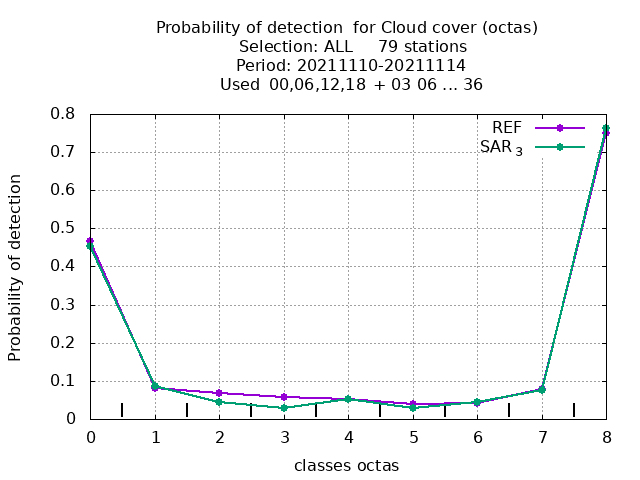 Probability of detection  for Cloud cover (octas)
Selection: ALL     79 stations
Period: 20211110-20211114
Used  00,06,12,18  + 03 06 ... 36
REF
SAR 3
0.8
0.7
0.6
0.5
0.4
0.3
0.2
0.1
0
Probability of detection
0 1 2 3 4 5 6 7 8
classes octas